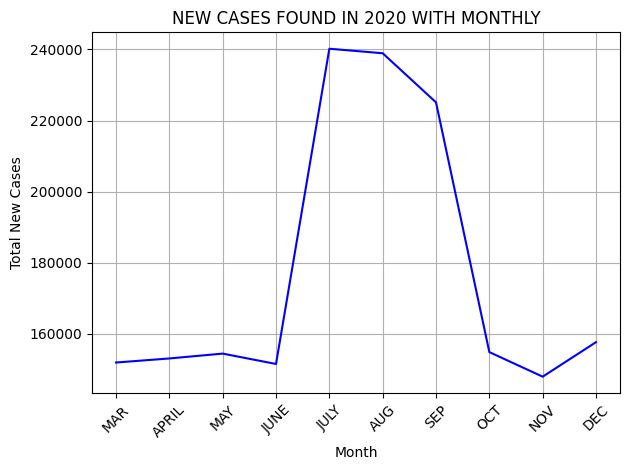 NEW CASES FOUND IN 2020 WITH MONTHLY
240000
220000
200000
180000
160000
Total New Cases
MAR
APRIL
MAY
JUNE
JULY
AUG
SEP
OCT
NOV
DEC
Month